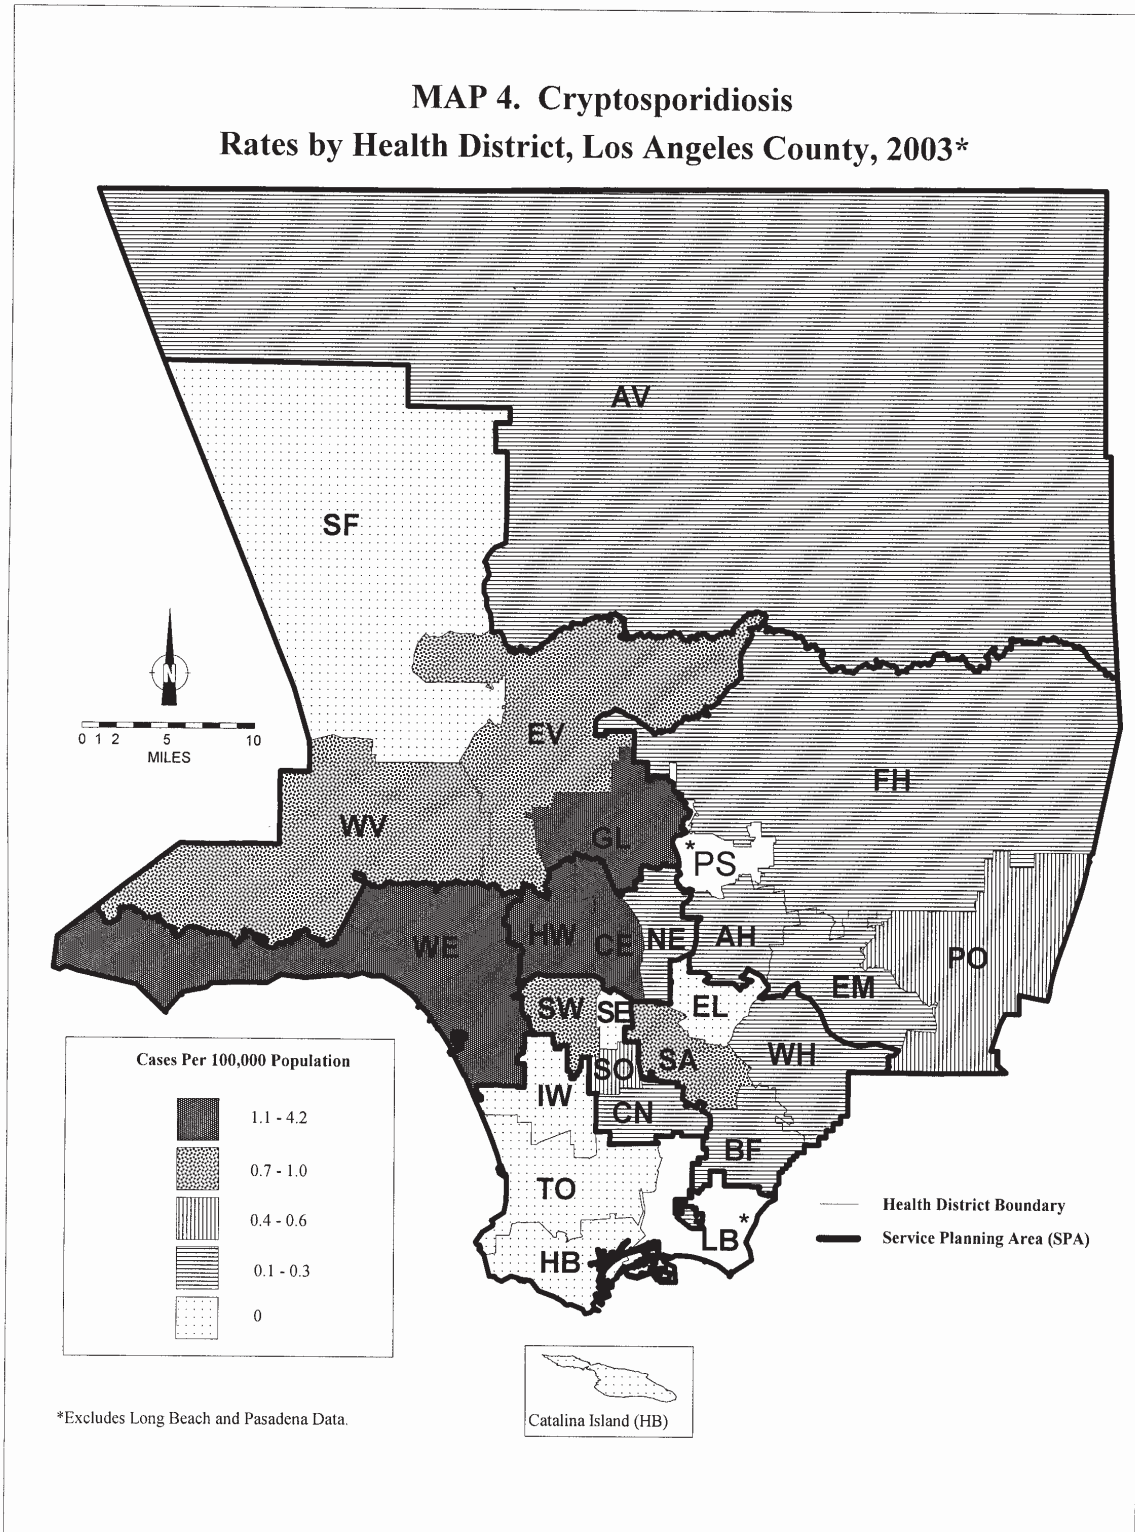 MAP 4. Cryptosporidiosis
Rates by Health District, Los Angeles County, 2003*
AV
SF
N
0 1 2 5 10
MILES
EV
FH
WV
GL
*PS
WE
HW
CE
NE
AH
PO
EM
EL
SW
SE
WH
SO
SA
IW
CN
BF
TO
LB*
HB
Cases Per 100,000 Population
1.1 - 4.2
0.7 - 1.0
0.4 - 0.6
0.1 - 0.3
0
Health District Boundary
Service Planning Area (SPA)
*Excludes Long Beach and Pasadena Data.
Catalina Island (HB)